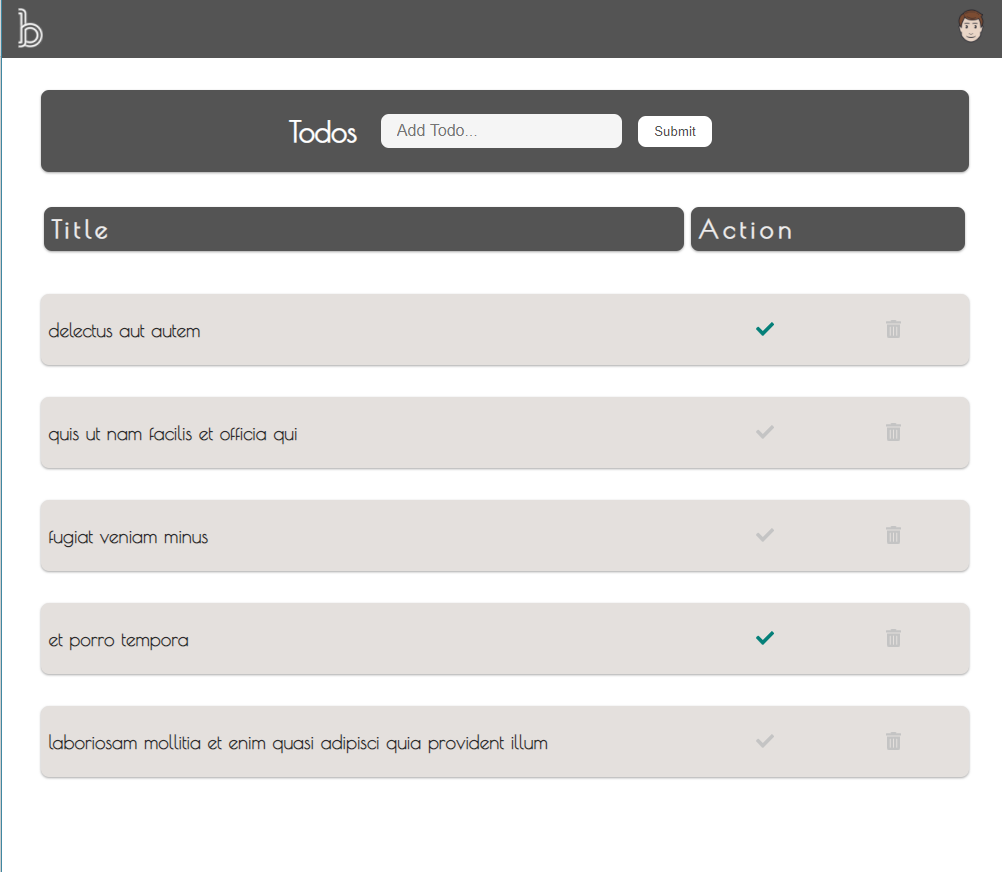 b
Todos Add Todo... Submit
Title Action
delectus aut autem
quis ut nam facilis et officia qui
fugiat veniam minus
et porro tempora
laboriosam mollitia et enim quasi adipisci quia provident illum